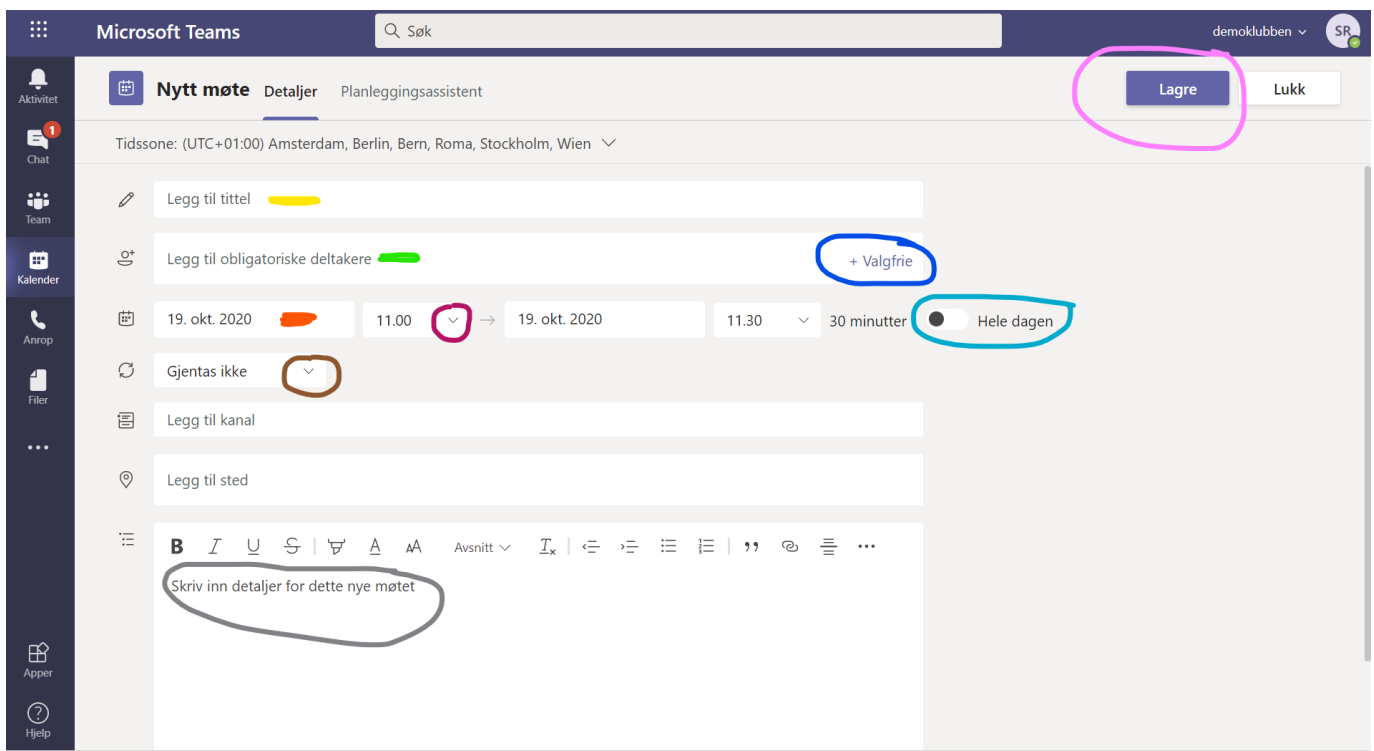 Microsoft Teams
Søk
demoklubben
SR
Aktivitet
1
Chat
Team
Kalender
Anrop
Filer
Apper
Hjelp
Nytt møte Detaljer Planleggingsassistent
Lagre Lukk
Tidssone: (UTC+01:00) Amsterdam, Berlin, Bern, Roma, Stockholm, Wien
Legg til tittel
Legg til obligatoriske deltakere + Valgfrie
19. okt. 2020 11.00 → 19. okt. 2020 11.30 30 minutter Hele dagen
Gjentas ikke
Legg til kanal
Legg til sted
B I U S A AA Avsnitt Tx
Skriv inn detaljer for dette nye møtet